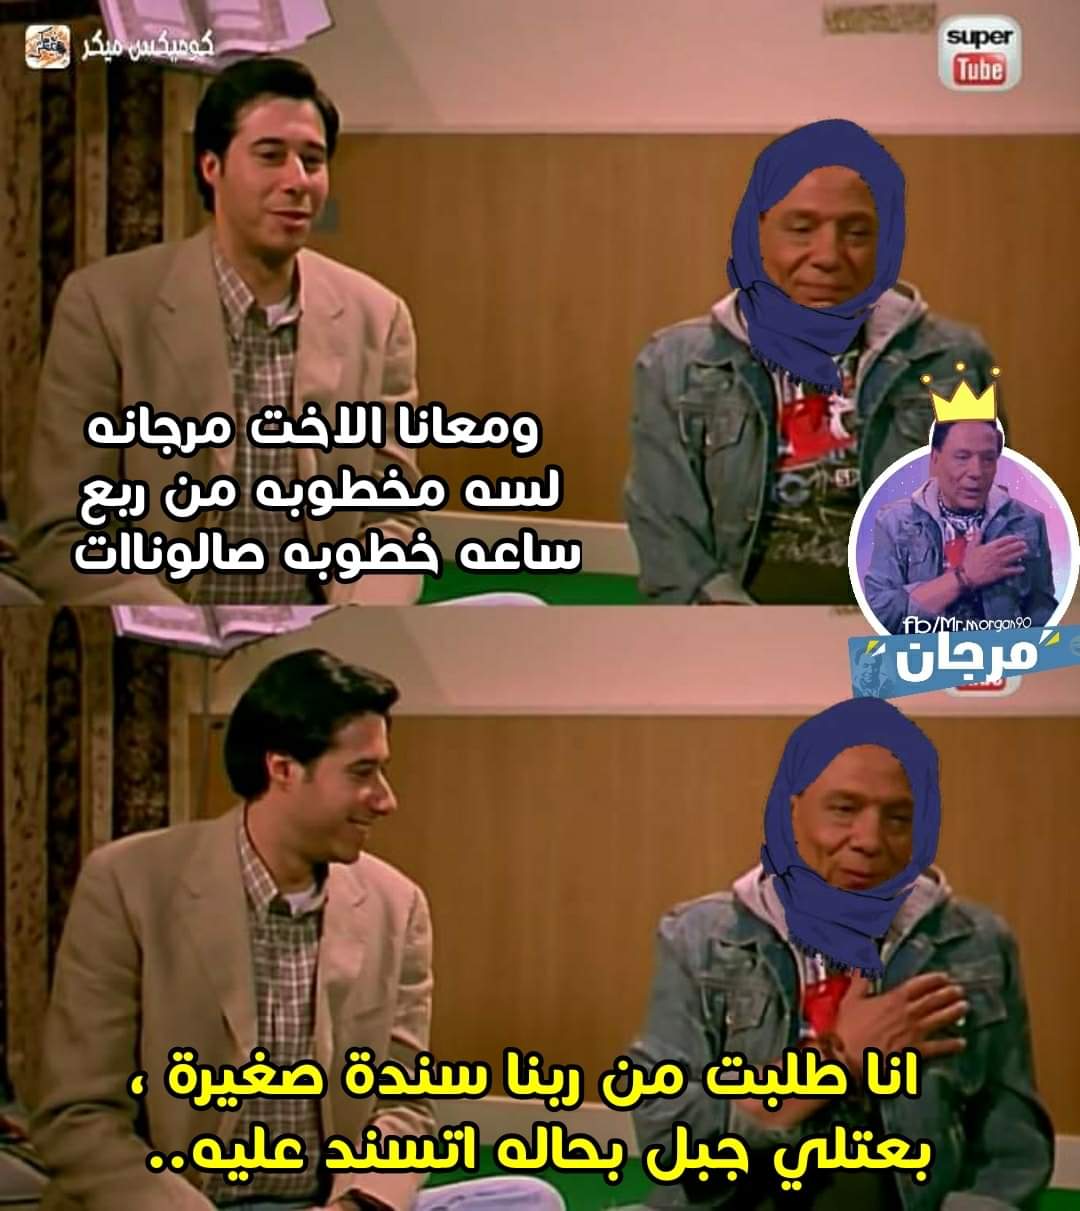 كوميكس ميكر
super
Tube
ومعانا الاخت مرجانه
لسه مخطوبه من ربع
ساعه خطوبه صالوناات
fb/Mr.morgan90
مرجان
انا طلبت من ربنا سندة صغيرة ،
بعتلي جبل بحاله اتسند عليه..